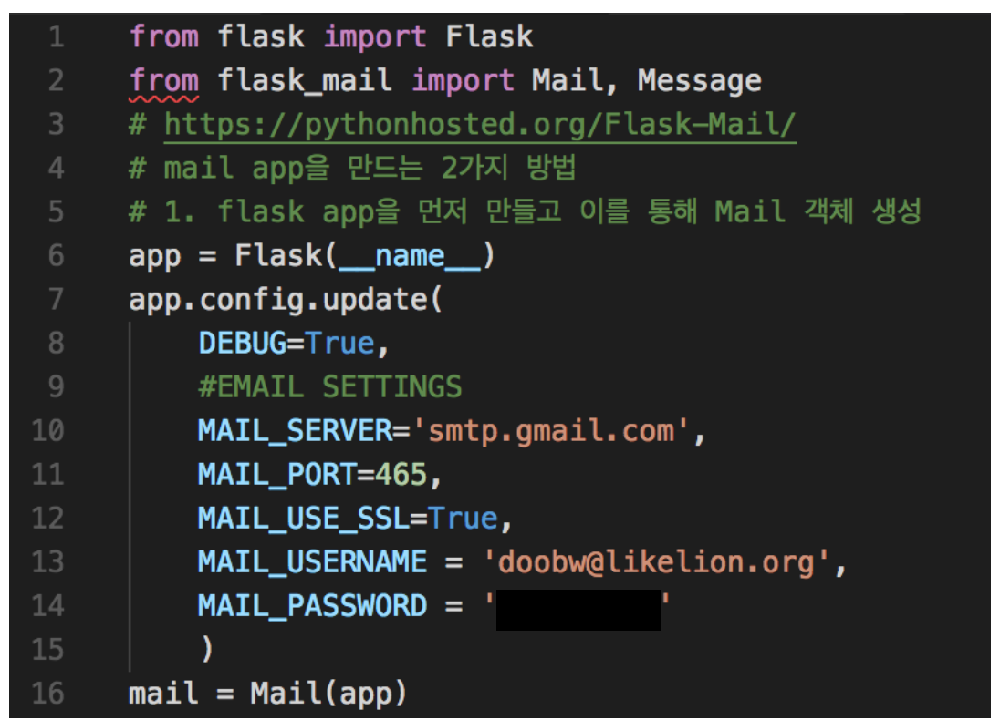 1 from flask import Flask
2 from flask_mail import Mail, Message
3 # https://pythonhosted.org/Flask-Mail/
4 # mail app을 만드는 2가지 방법
5 # 1. flask app을 먼저 만들고 이를 통해 Mail 객체 생성
6 app = Flask(__name__)
7 app.config.update(
8 DEBUG=True,
9 #EMAIL SETTINGS
10 MAIL_SERVER='smtp.gmail.com',
11 MAIL_PORT=465,
12 MAIL_USE_SSL=True,
13 MAIL_USERNAME = 'doobw@likelion.org',
14 MAIL_PASSWORD = ' '
15 )
16 mail = Mail(app)